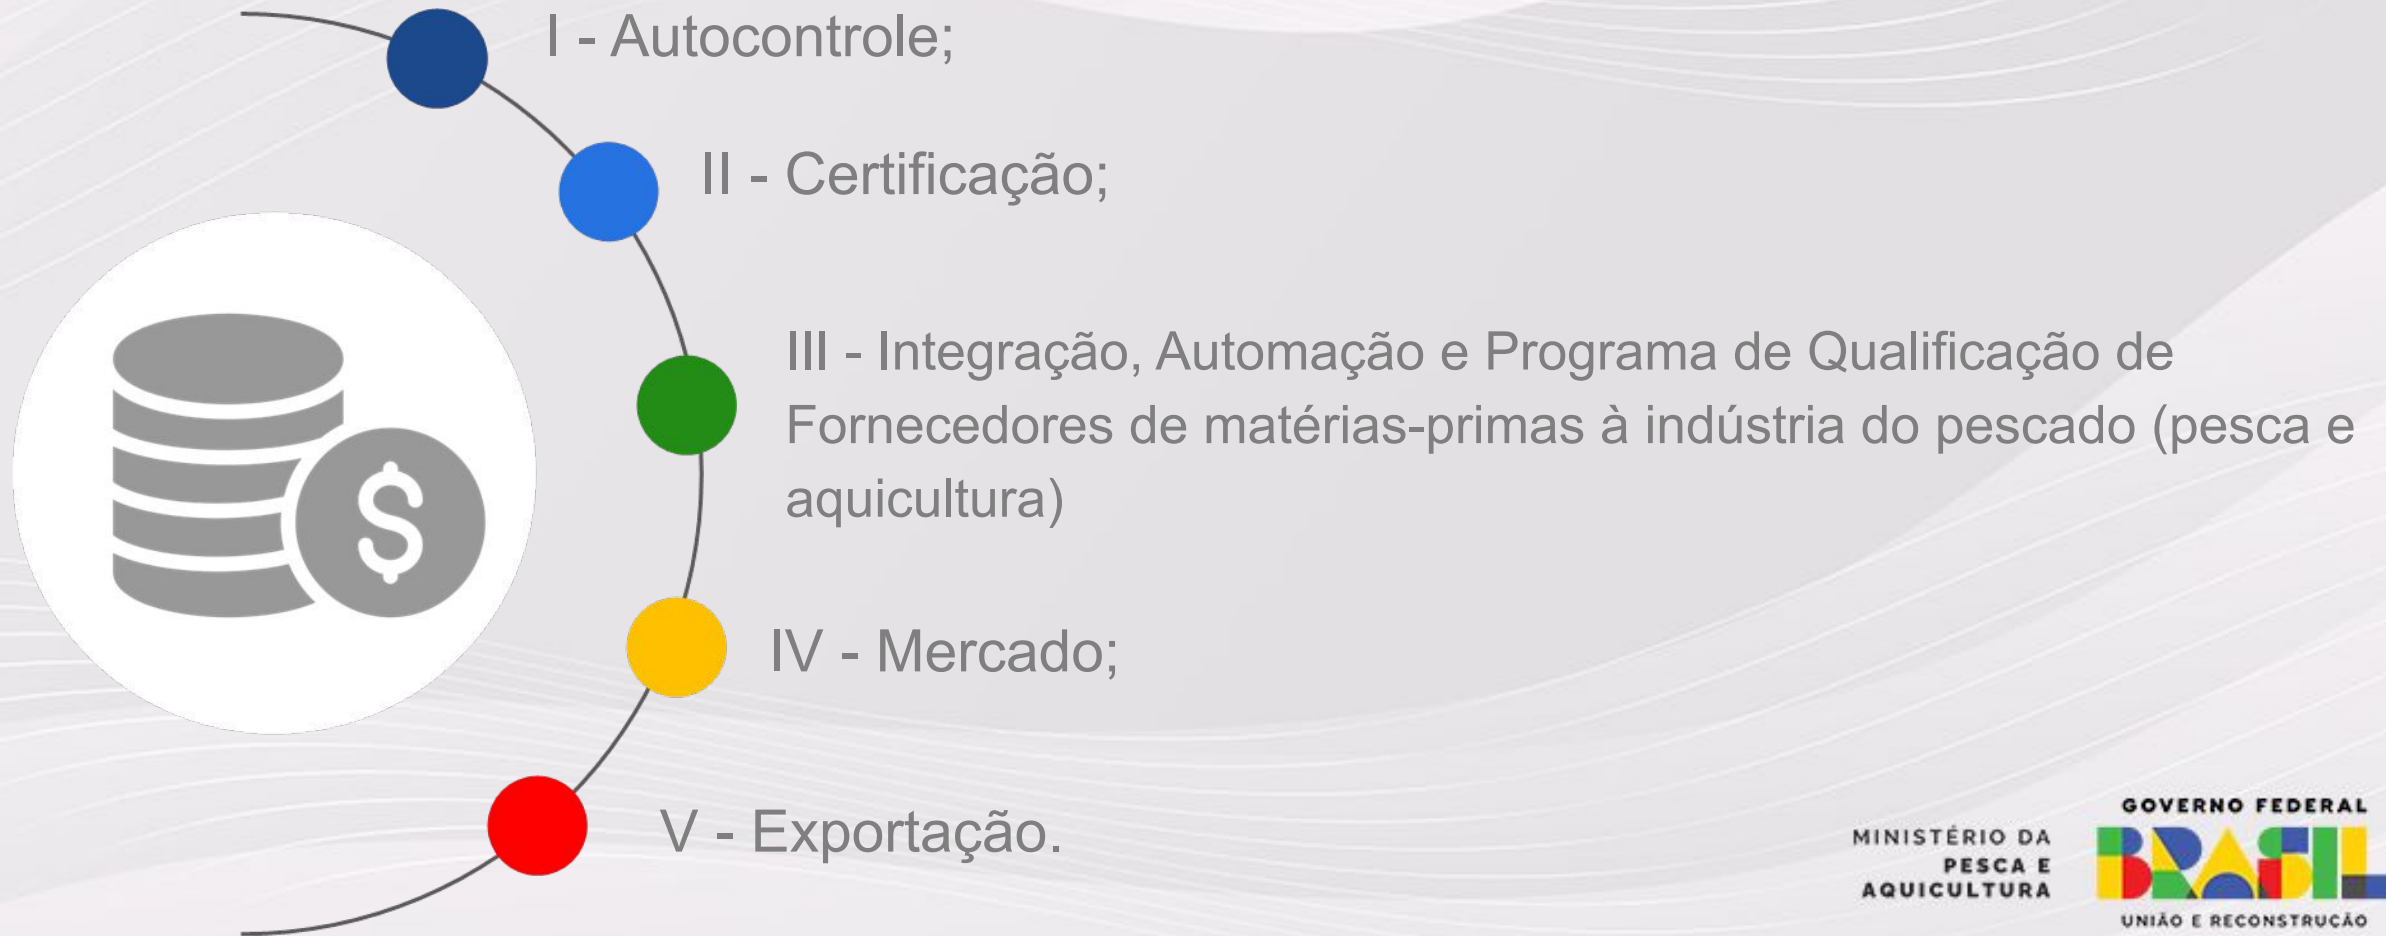 I - Autocontrole;
II - Certificação;
III - Integração, Automação e Programa de Qualificação de
Fornecedores de matérias-primas à indústria do pescado (pesca e
aquicultura)
$
IV - Mercado;
V - Exportação.
MINISTÉRIO DA
PESCA E
AQUICULTURA
GOVERNO FEDERAL
BRASIL
UNIÃO E RECONSTRUÇÃO